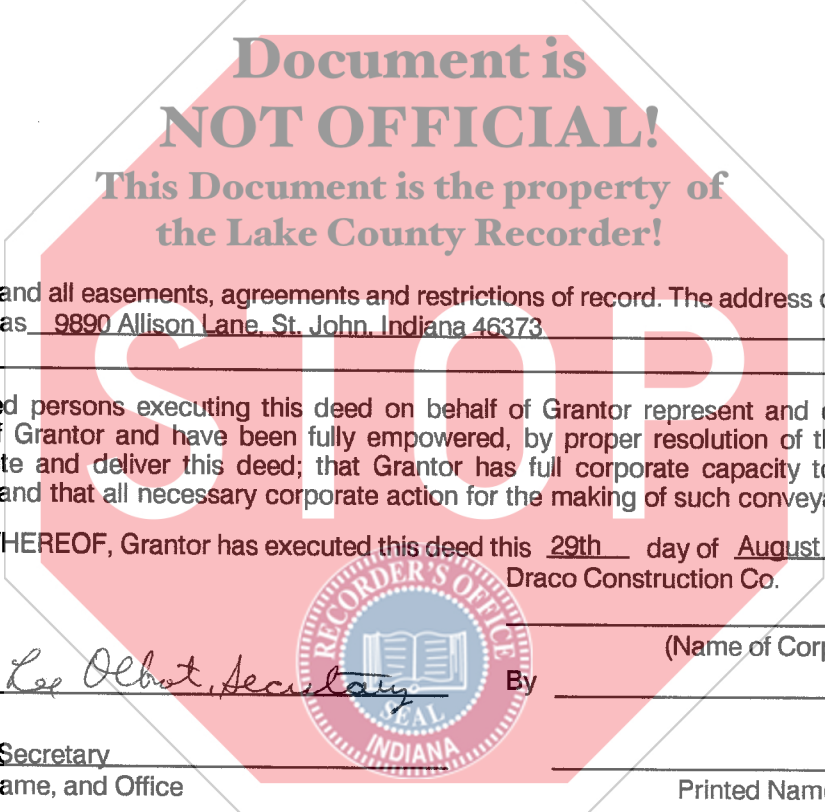 Document is
NOT OFFICIAL!
This Document is the property of
the Lake County Recorder!
and all easements, agreements and restrictions of record. The address
as 9890 Allison Lane, St. John, Indiana 46373
STOP
persons executing this deed on behalf of Grantor represent and
Grantor and have been fully empowered, by proper resolution of
and deliver this deed; that Grantor has full corporate capacity to
and that all necessary corporate action for the making of such
HEREOF, Grantor has executed this deed this 29th day of August
Draco Construction Co.
RECORDER'S OFFICE
(Name of
Lee Olbrot, Secretary
By
SEAL
INDIANA
Secretary
ame, and Office
Printed